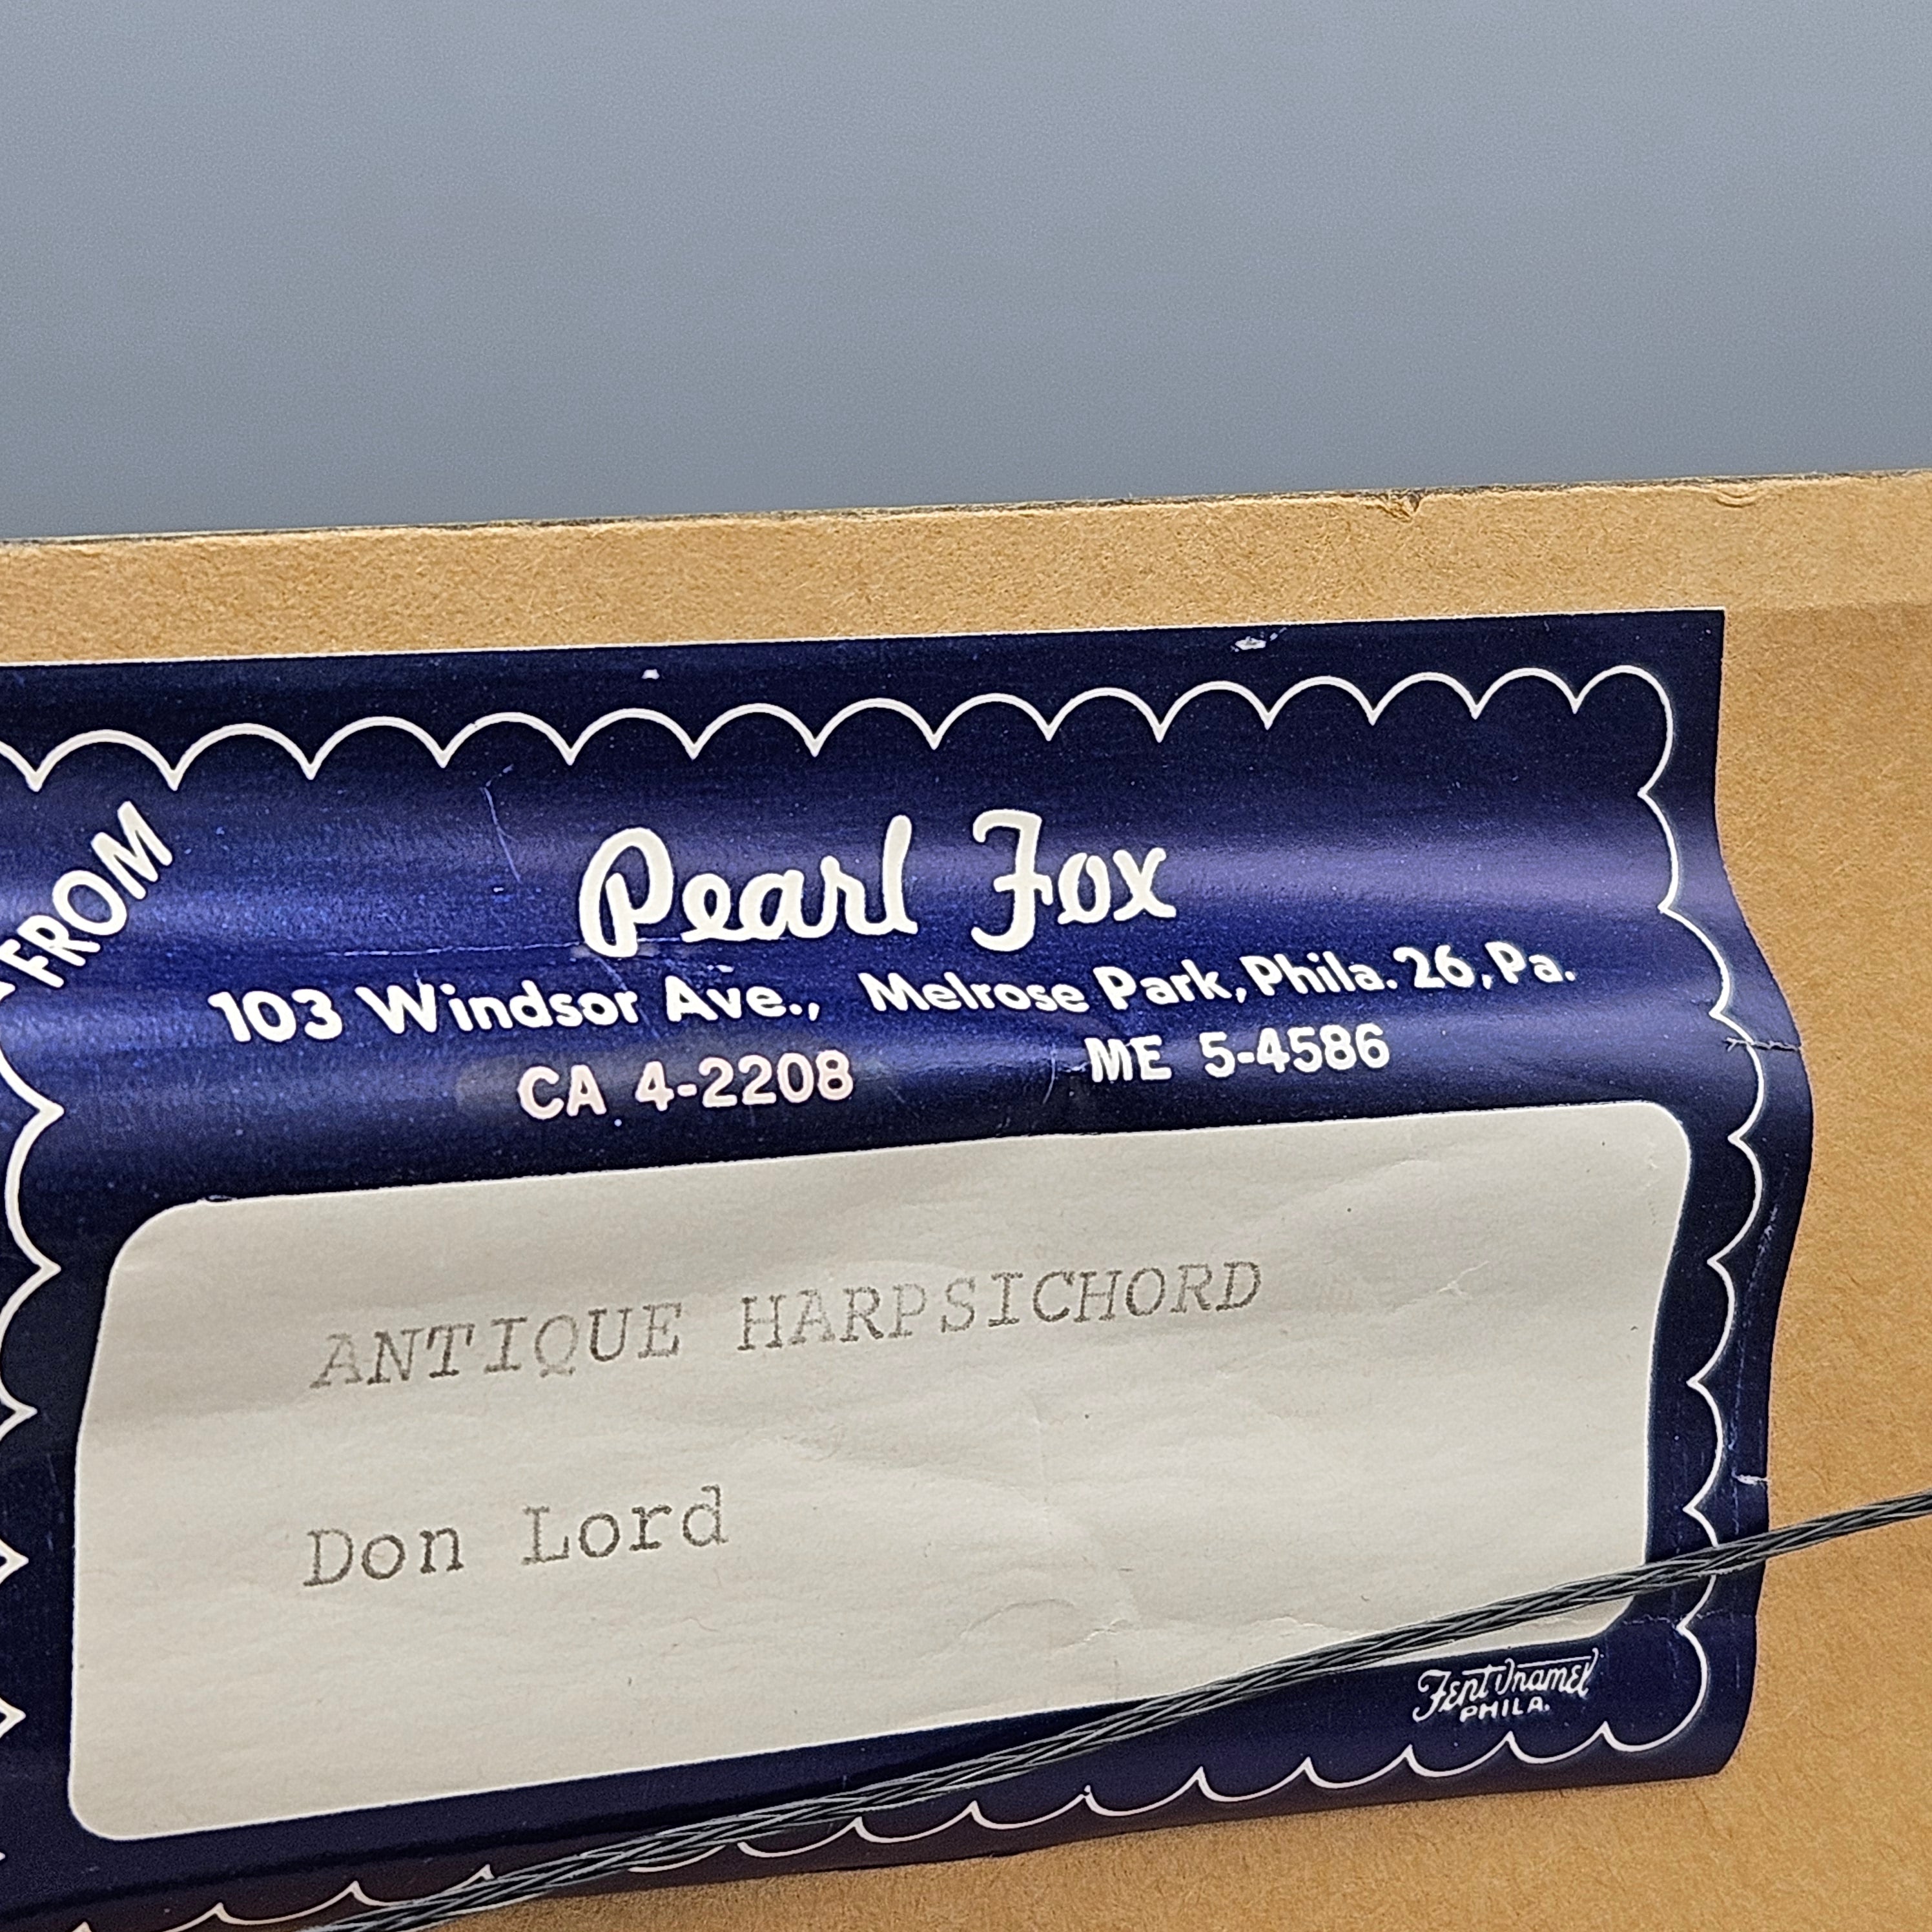 FROM
Pearl Fox
103 Windsor Ave., Melrose Park, Phila. 26, Pa.
CA 4-2208 ME 5-4586
ANTIQUE HARPSICHORD
Don Lord
PHILA.